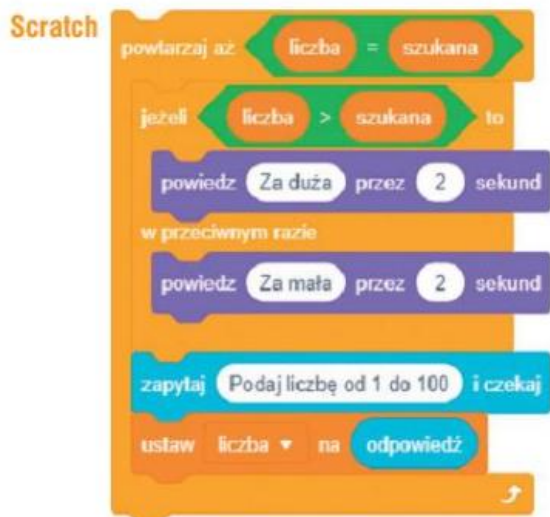 Scratch
powtarzaj aż liczba = szukana
jeżeli liczba > szukana to
powiedz Za duża przez 2 sekund
w przeciwnym razie
powiedz Za mała przez 2 sekund
zapytaj Podaj liczbę od 1 do 100 i czekaj
ustaw liczba na odpowiedź